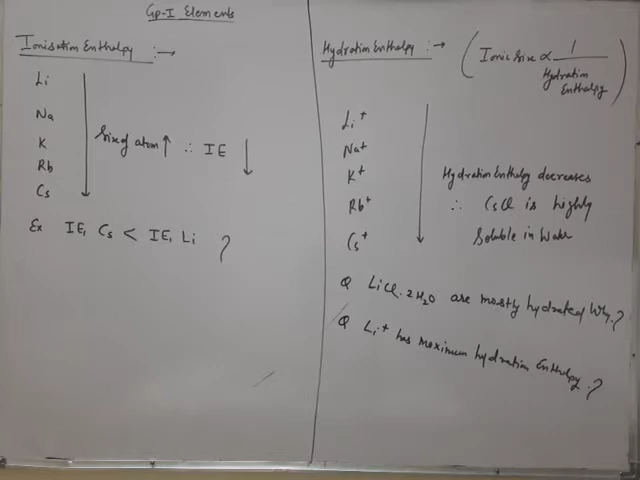 Gp-I Elements
Ionisation Enthalpy :→
Li
Na
K
Rb
Cs
Size of atom ↑ ∴ IE ↓
Ex IE₁ Cs < IE₁ Li ?
Hydration Enthalpy :→ (Ionic Size ∝ 1 / Hydration Enthalpy)
Li⁺
Na⁺
K⁺
Rb⁺
Cs⁺
Hydration Enthalpy decreases
∴ CsCl is highly
Soluble in Water
Q LiCl.2H₂O are mostly hydrated Why?
Q Li⁺ has maximum hydration Enthalpy?